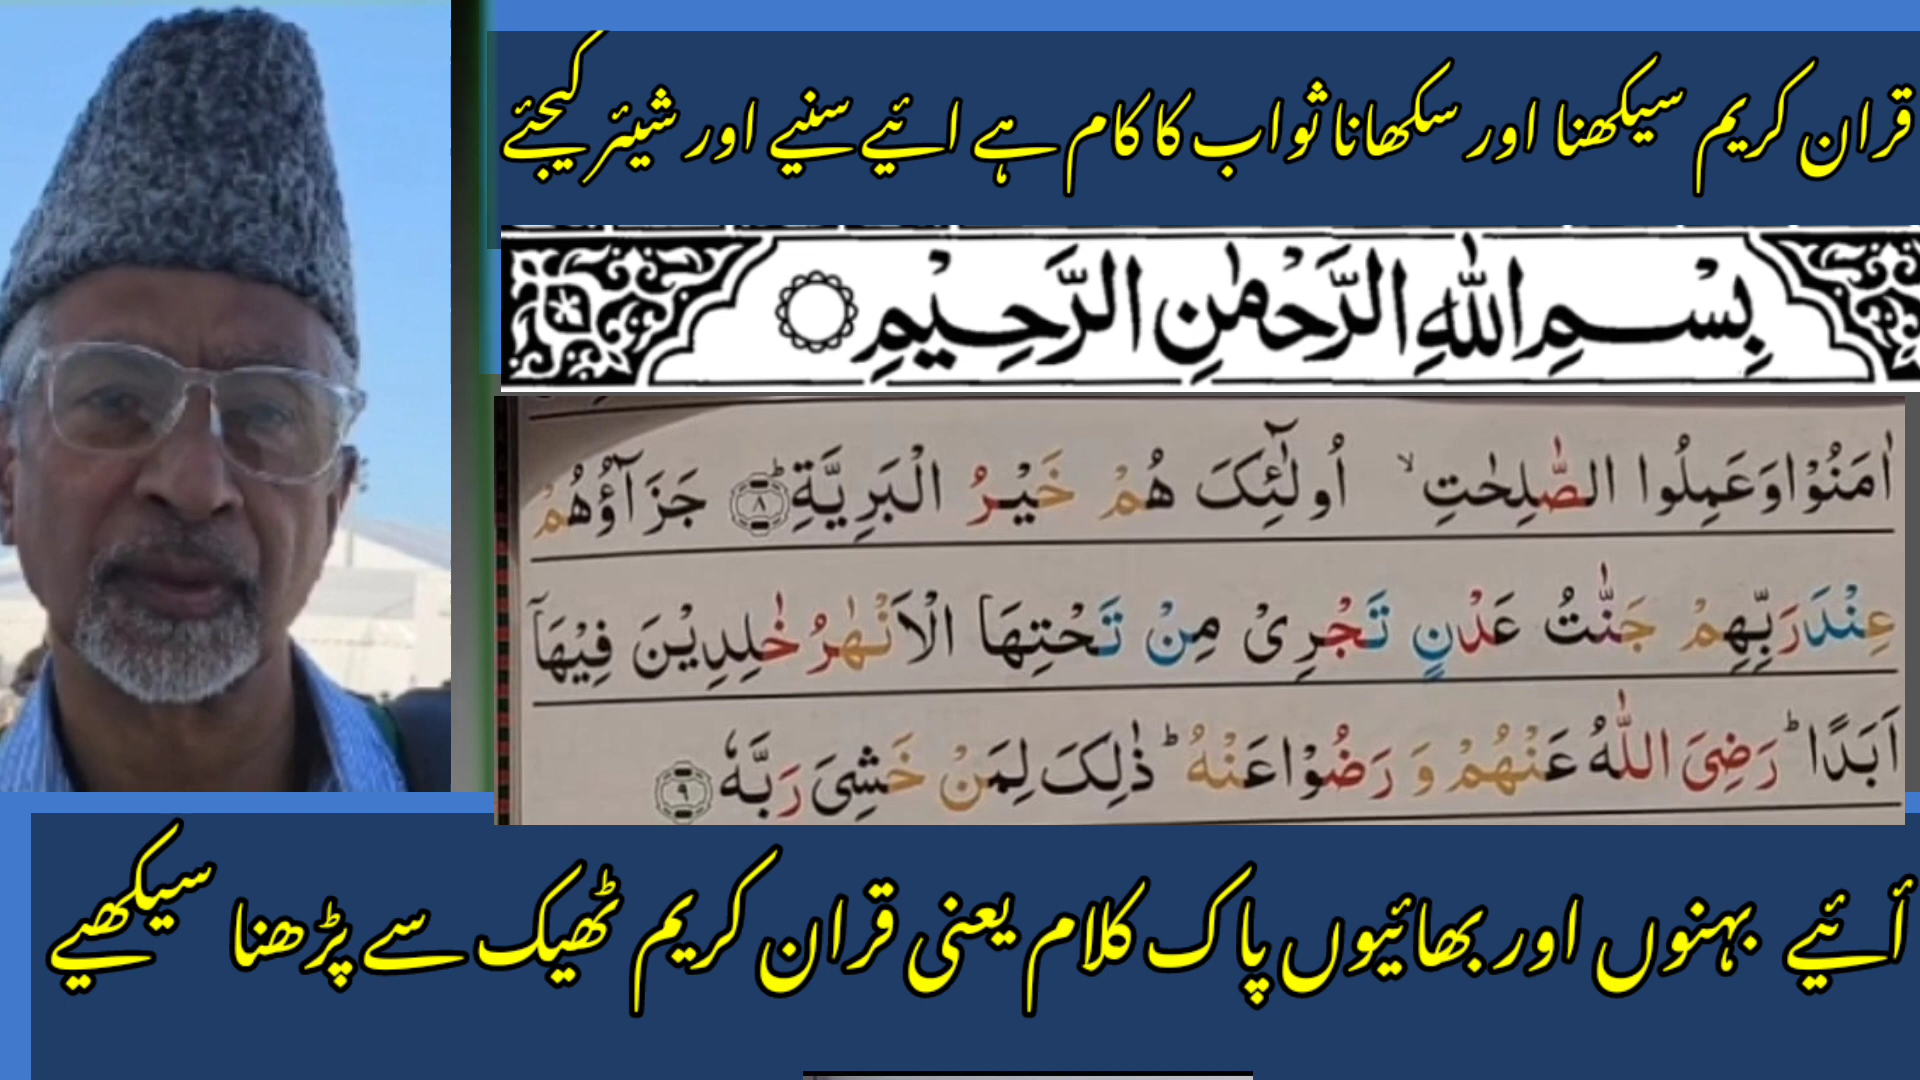 قران کریم سیکھنا اور سکھانا ثواب کا کام ہے ائیے سنیے اور شیئر کیجئے
بِسْمِ اللّٰهِ الرَّحْمٰنِ الرَّحِيْمِ
اٰمَنُوْا وَعَمِلُوا الصّٰلِحٰتِ ۙ اُولٰٓئِكَ هُمْ خَيْرُ الْبَرِيَّةِ ؕ ۸ جَزَآؤُهُمْ
عِنْدَ رَبِّهِمْ جَنّٰتُ عَدْنٍ تَجْرِىْ مِنْ تَحْتِهَا الْاَنْهٰرُ خٰلِدِيْنَ فِيْهَاۤ
اَبَدًا ؕ رَضِىَ اللّٰهُ عَنْهُمْ وَ رَضُوْا عَنْهُ ؕ ذٰلِكَ لِمَنْ خَشِىَ رَبَّهٗ ۹
أئیے بہنوں اور بھائیوں پاک کلام یعنی قران کریم ٹھیک سے پڑھنا سیکھیے